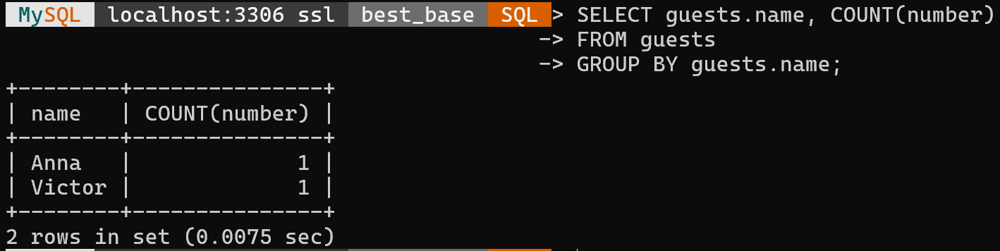 MySQL localhost:3306 ssl best_base SQL > SELECT guests.name, COUNT(number)
-> FROM guests
-> GROUP BY guests.name;
+--------+---------------+
| name   | COUNT(number) |
+--------+---------------+
| Anna   |             1 |
| Victor |             1 |
+--------+---------------+
2 rows in set (0.0075 sec)